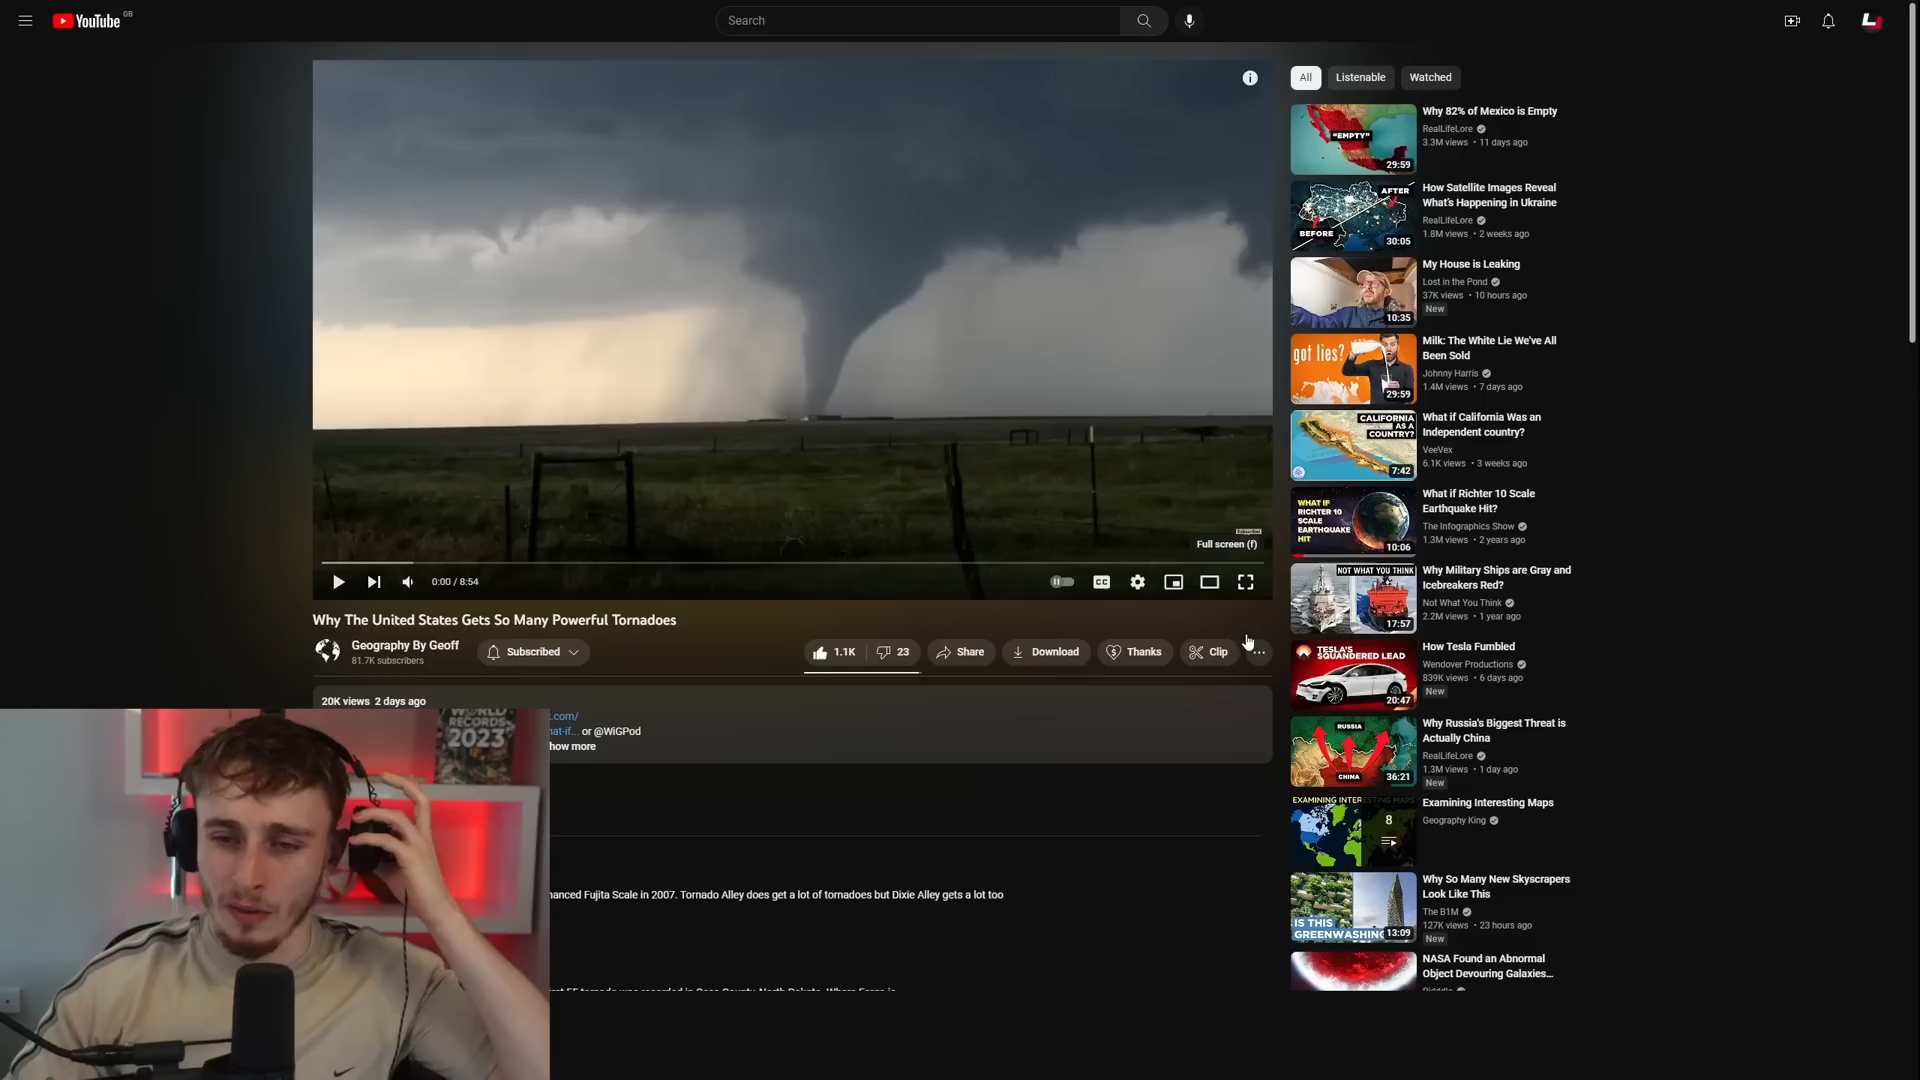 YouTube GB
Search
Full screen (f)
0:00 / 8:54
CC
Why The United States Gets So Many Powerful Tornadoes
Geography By Geoff
81.7K subscribers
Subscribed
1.1K
23
Share
Download
Thanks
Clip
20K views 2 days ago
.com/
or @WiGPod
how more
WORLD
RECORDS
2023
hanced Fujita Scale in 2007. Tornado Alley does get a lot of tornadoes but Dixie Alley gets a lot too
All
Listenable
Watched
"EMPTY"
29:59
Why 82% of Mexico is Empty
RealLifeLore
3.3M views • 11 days ago
AFTER
BEFORE
30:05
How Satellite Images Reveal
What's Happening in Ukraine
RealLifeLore
1.8M views • 2 weeks ago
10:35
My House is Leaking
Lost in the Pond
37K views • 10 hours ago
New
got lies?
29:59
Milk: The White Lie We've All
Been Sold
Johnny Harris
1.4M views • 7 days ago
CALIFORNIA
AS A
COUNTRY?
7:42
What if California Was an
Independent country?
VeeVex
6.1K views • 3 weeks ago
WHAT IF
RICHTER 10
SCALE
EARTHQUAKE
HIT
10:06
What if Richter 10 Scale
Earthquake Hit?
The Infographics Show
1.3M views • 2 years ago
NOT WHAT YOU THINK
17:57
Why Military Ships are Gray and
Icebreakers Red?
Not What You Think
2.2M views • 1 year ago
TESLA'S
SQUANDERED LEAD
20:47
How Tesla Fumbled
Wendover Productions
839K views • 6 days ago
New
RUSSIA
CHINA
36:21
Why Russia's Biggest Threat is
Actually China
RealLifeLore
1.3M views • 1 day ago
New
EXAMINING INTERESTING MAPS
8
Examining Interesting Maps
Geography King
IS THIS
GREENWASHING
13:09
Why So Many New Skyscrapers
Look Like This
The B1M
127K views • 23 hours ago
New
NASA Found an Abnormal
Object Devouring Galaxies...